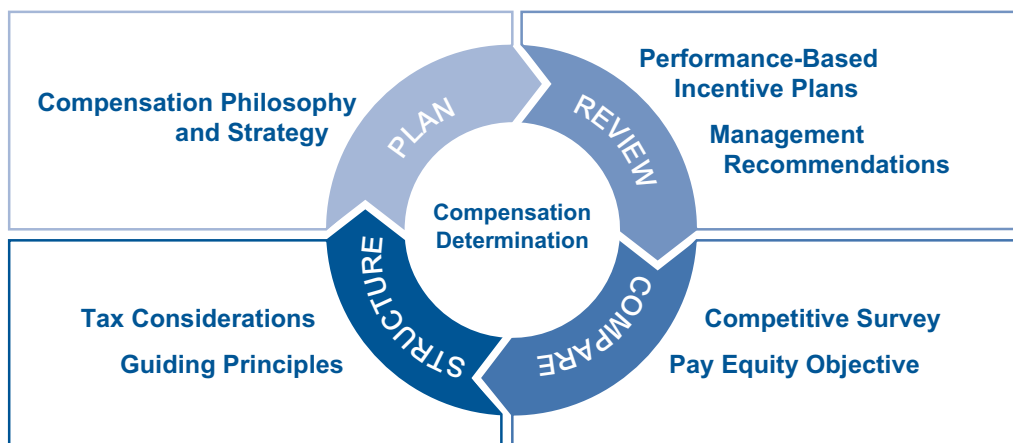 Compensation Philosophy
and Strategy
PLAN
Performance-Based
Incentive Plans
Management
Recommendations
REVIEW
Compensation
Determination
Competitive Survey
Pay Equity Objective
COMPARE
Tax Considerations
Guiding Principles
STRUCTURE